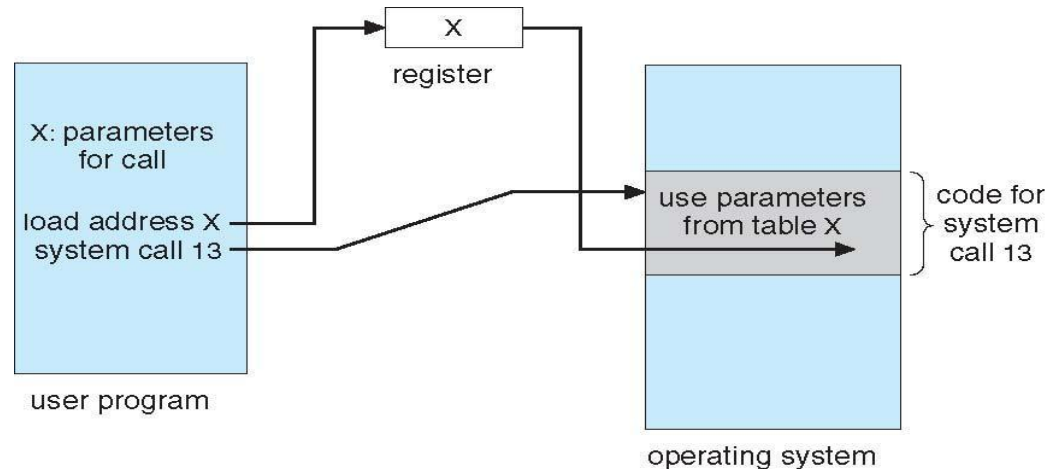 X
register
X: parameters
for call
load address X
system call 13
use parameters
from table X
code for
system
call 13
user program
operating system